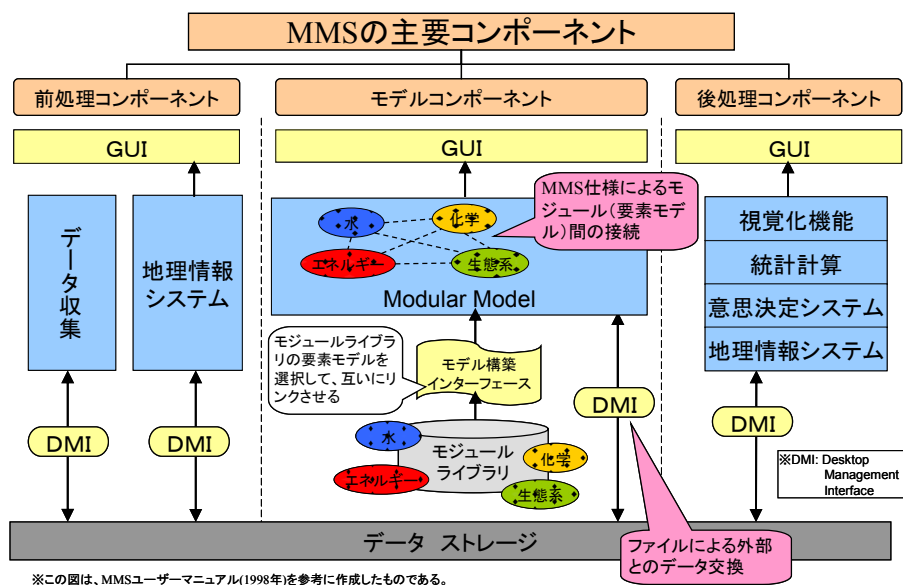 MMSの主要コンポーネント
前処理コンポーネント
モデルコンポーネント
後処理コンポーネント
GUI
GUI
GUI
データ収集
地理情報
システム
水
化学
エネルギー
生態系
Modular Model
MMS仕様によるモ
ジュール(要素モデ
ル)間の接続
視覚化機能
統計計算
意思決定システム
地理情報システム
モジュールライブラ
リの要素モデルを
選択して、互いにリ
ンクさせる
モデル構築
インターフェース
DMI
DMI
DMI
DMI
水
エネルギー
モジュール
ライブラリ
化学
生態系
※DMI: Desktop
Management
Interface
データ ストレージ
ファイルによる外部
とのデータ交換
※この図は、MMSユーザーマニュアル(1998年)を参考に作成したものである。